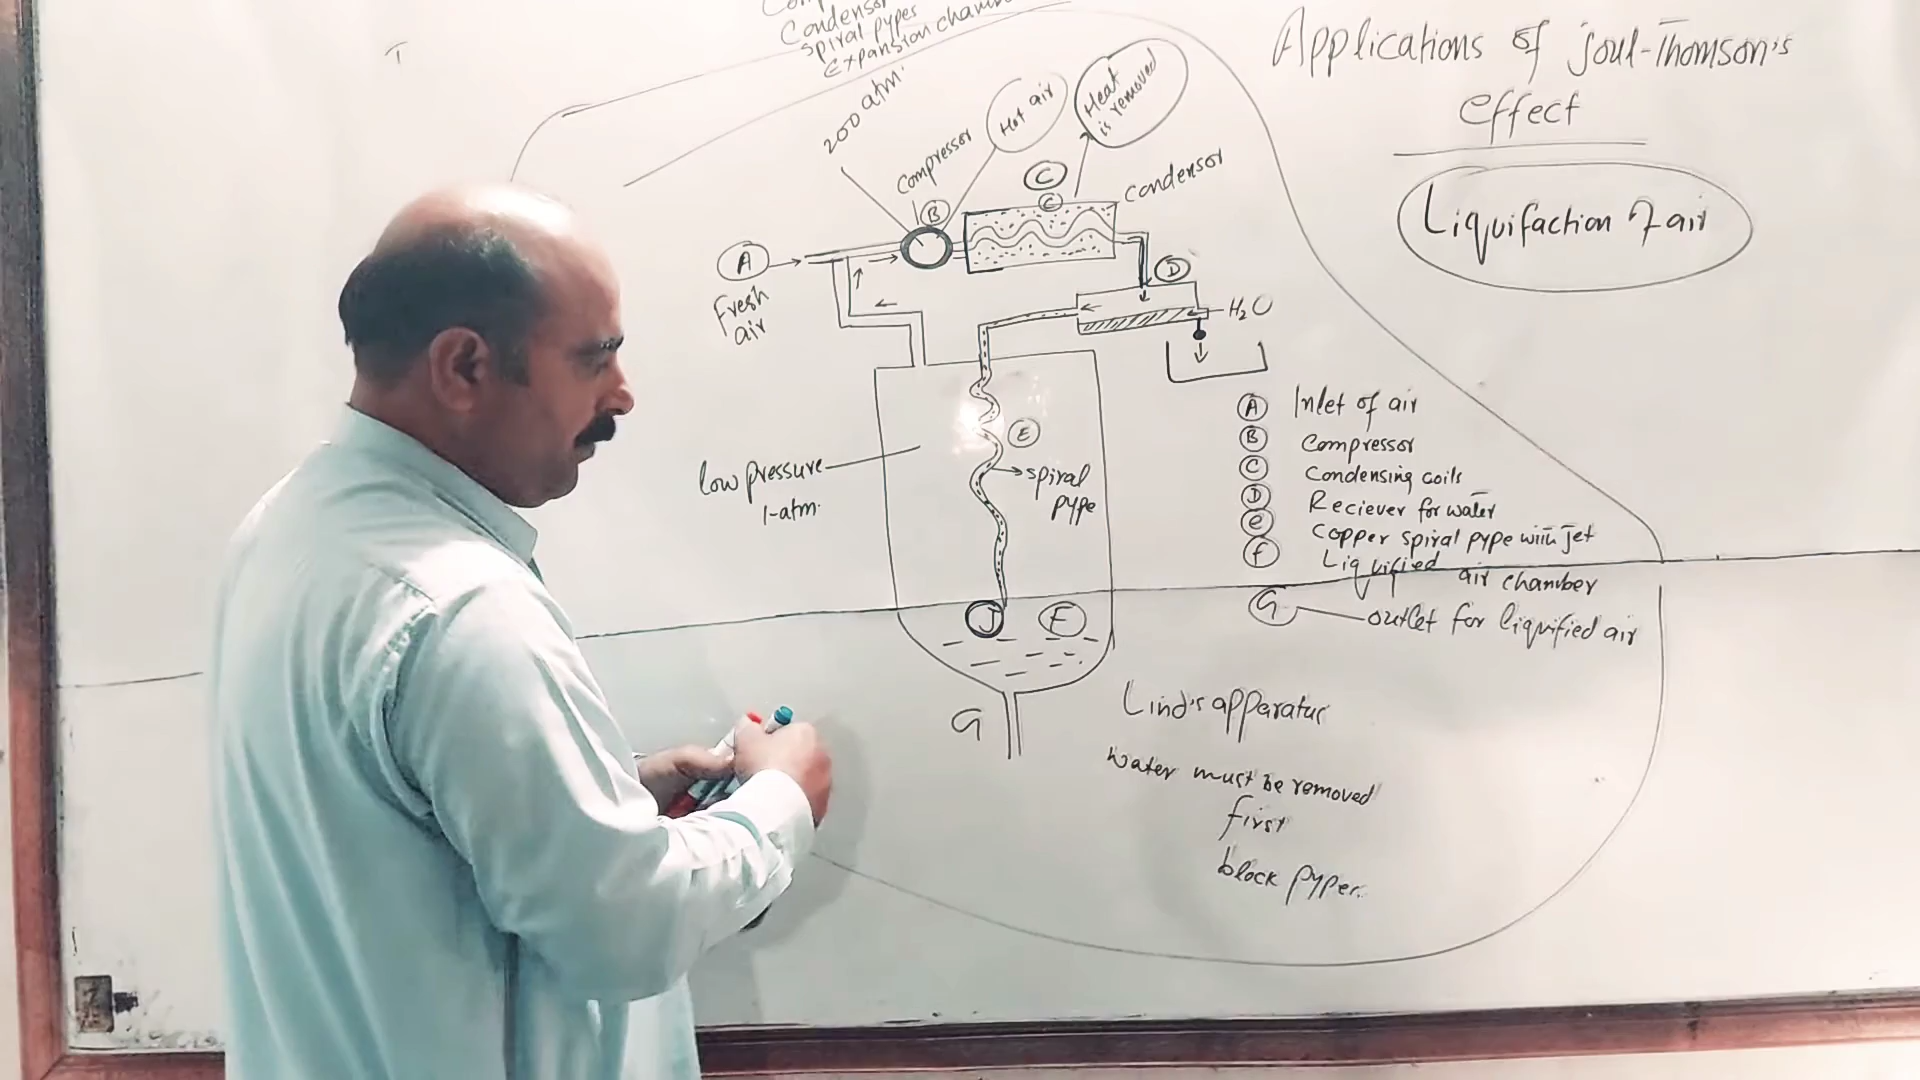 Condensor
spiral pypes
Expansion chamber
T
Applications of Joul-Thomson's
effect
Liquifaction of air
200 atm.
Compressor
Hot air
Heat
is removed
B
C
C
condensor
A
Fresh
air
D
H₂O
E
low pressure
1-atm.
spiral
pype
J
F
G
A Inlet of air
B Compressor
C Condensing coils
D Reciever for water
e Copper spiral pype with jet
F Liquified air chamber
G outlet for liquified air
Lind's apparatus
water must be removed
first
block pyper.